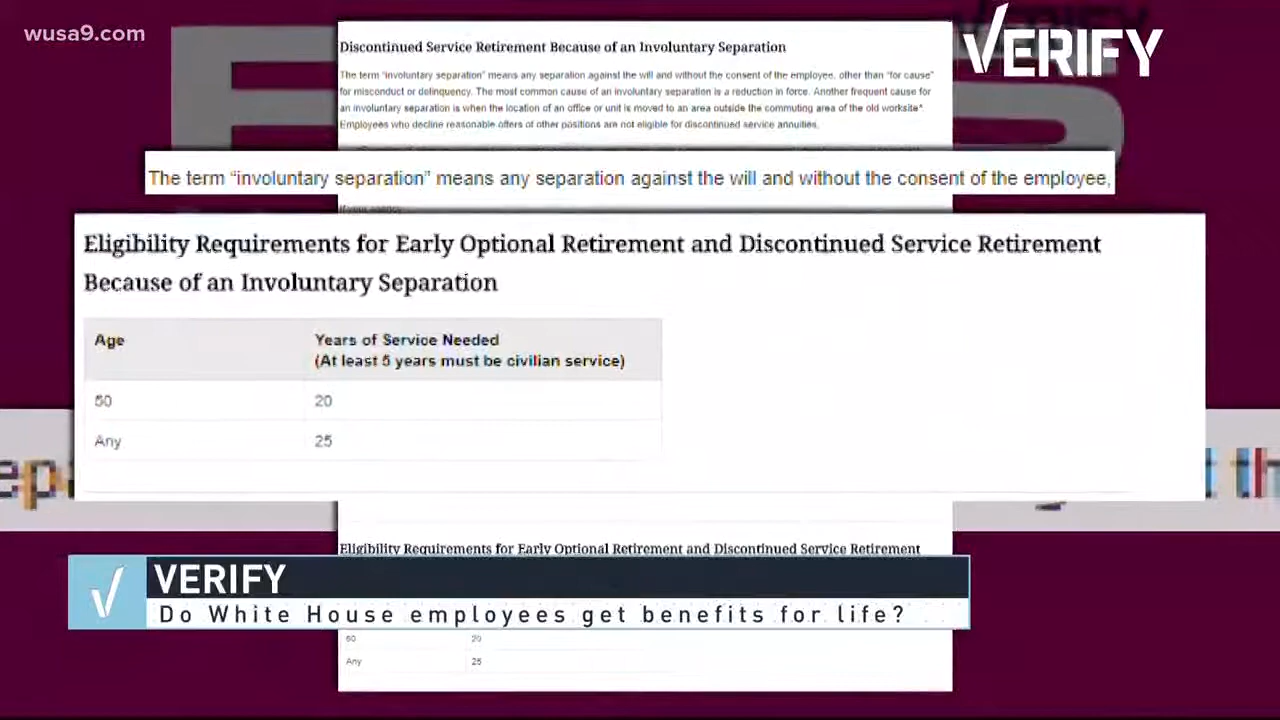 wusa9.com
VERIFY
Discontinued Service Retirement Because of an Involuntary Separation
The term "involuntary separation" means any separation against the will and without the consent of the employee, other than "for cause"
for misconduct or delinquency. The most common cause of an involuntary separation is a reduction in force. Another frequent cause for
an involuntary separation is when the location of an office or unit is moved to an area outside the commuting area of the old worksite*
Employees who decline reasonable offers of other positions are not eligible for discontinued service annuities.
The term “involuntary separation” means any separation against the will and without the consent of the employee,
If your agency
Eligibility Requirements for Early Optional Retirement and Discontinued Service Retirement
Because of an Involuntary Separation
Age Years of Service Needed
(At least 5 years must be civilian service)
50 20
Any 25
Eligibility Requirements for Early Optional Retirement and Discontinued Service Retirement
VERIFY
Do White House employees get benefits for life?
50 20
Any 25